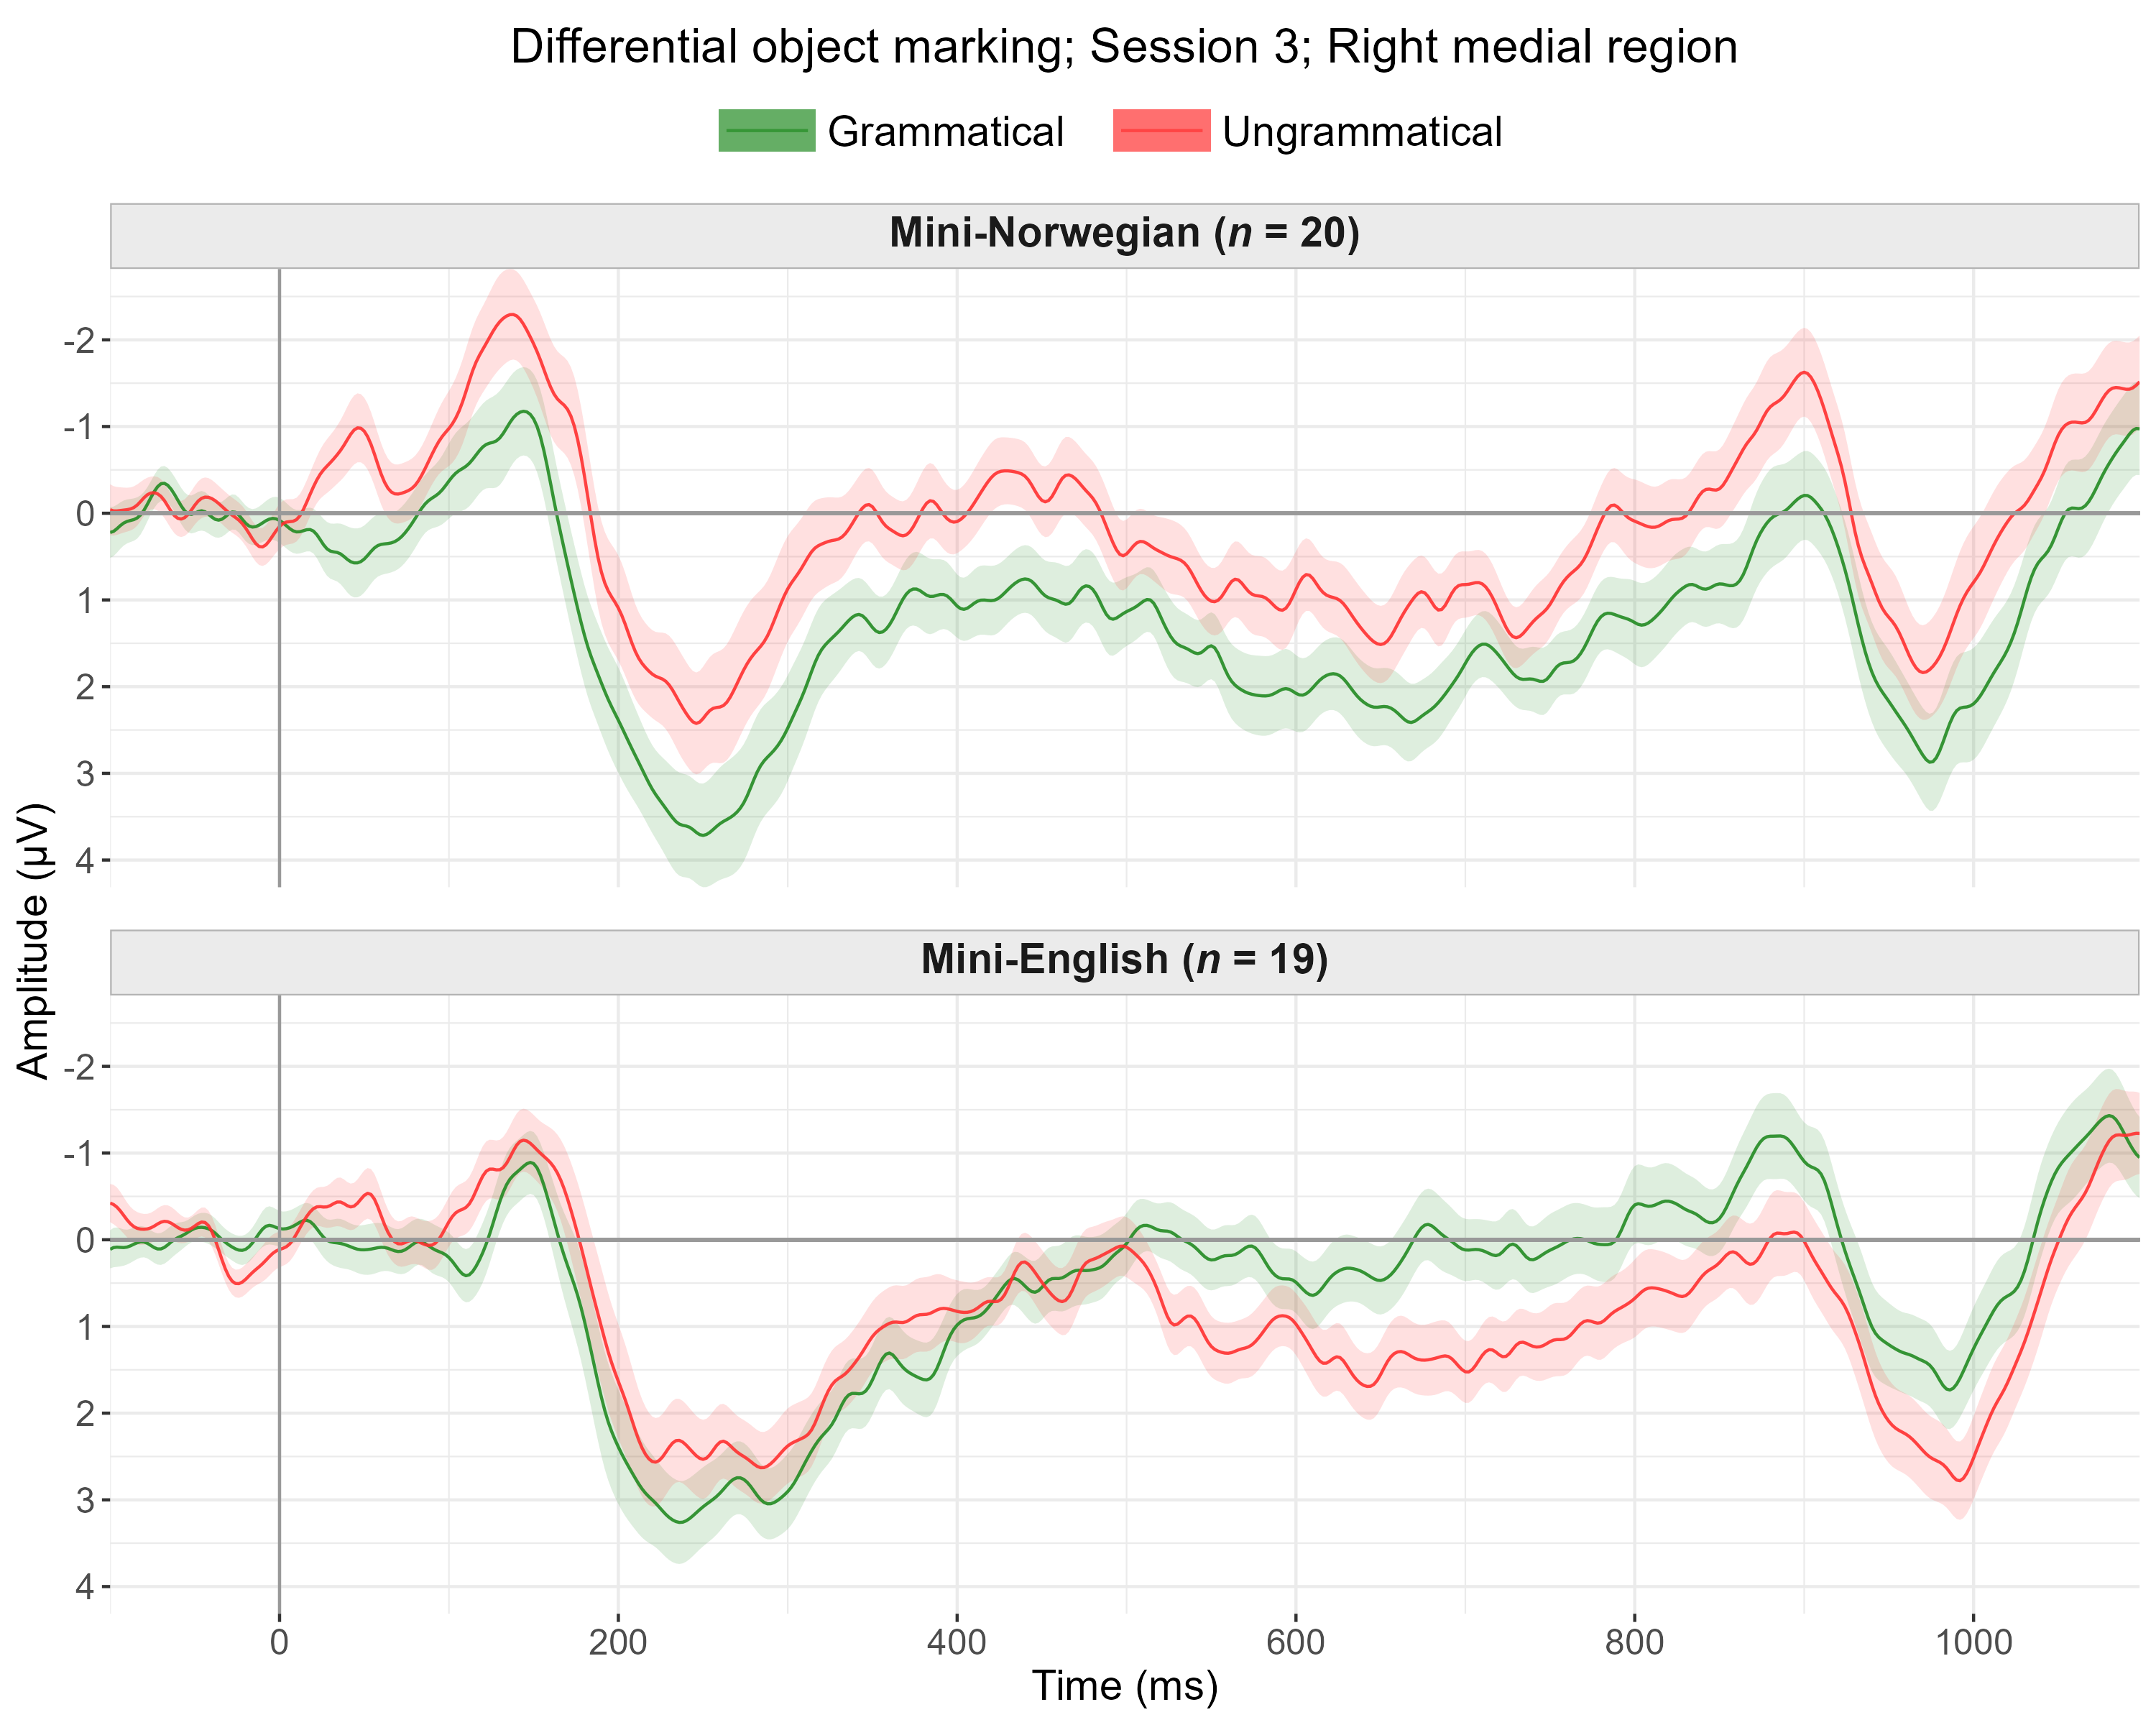 Differential object marking; Session 3; Right medial region
Grammatical
Ungrammatical
Mini-Norwegian (n = 20)
-2
-1
0
1
2
3
4
Amplitude (µV)
Mini-English (n = 19)
-2
-1
0
1
2
3
4
0 200 400 600 800 1000
Time (ms)